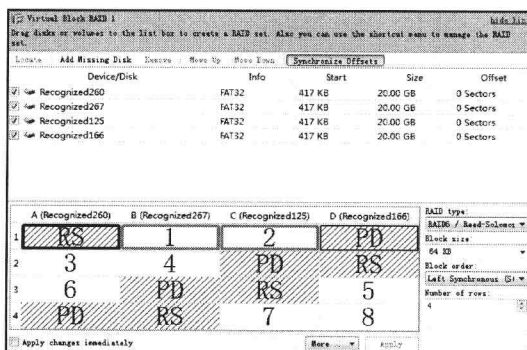 Virtual Block RAID 1 hide
Drag disks or volumes to the list box to create a RAID set. Also you can use the shortcut menu to manage the RAID
set.
Locate Add Missing Disk Remove Move Up Move Down Synchronize Offsets
Device/Disk Info Start Size Offset
Recognized260 FAT32 417 KB 20.00 GB 0 Sectors
Recognized267 FAT32 417 KB 20.00 GB 0 Sectors
Recognized125 FAT32 417 KB 20.00 GB 0 Sectors
Recognized166 FAT32 417 KB 20.00 GB 0 Sectors
A (Recognized260) B (Recognized267) C (Recognized125) D (Recognized166)
1 RS 1 2 PD
2 3 4 PD RS
3 6 PD RS 5
4 PD RS 7 8
RAID type:
RAID6 / Reed-Solomon
Block size
64 KB
Block order:
Left Synchronous (S
Number of rows:
4
Apply changes immediately More... Apply